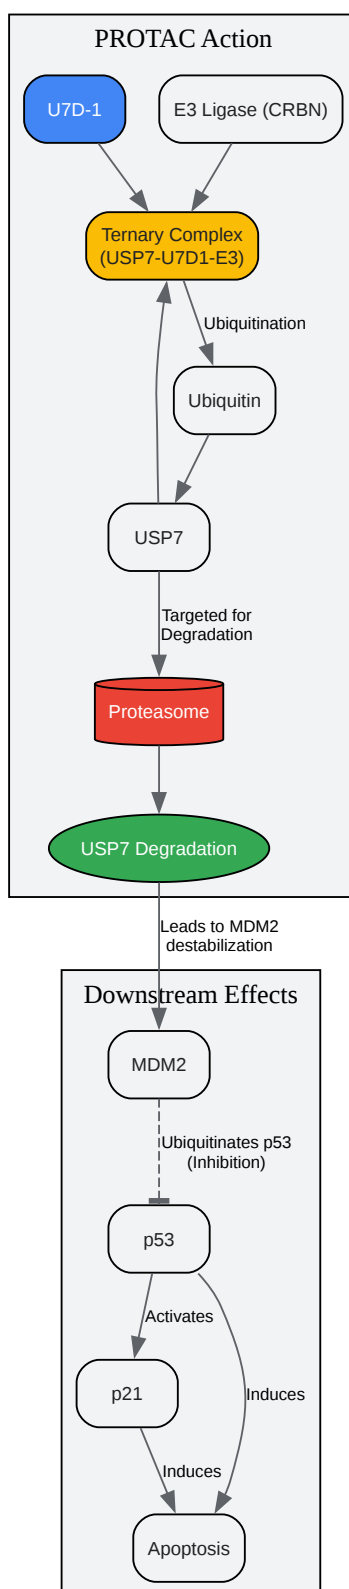 PROTAC Action
U7D-1
E3 Ligase (CRBN)
Ternary Complex
(USP7-U7D1-E3)
Ubiquitination
Ubiquitin
USP7
Targeted for
Degradation
Proteasome
USP7 Degradation
Leads to MDM2
destabilization
Downstream Effects
MDM2
Ubiquitinates p53
(Inhibition)
p53
Activates
p21
Induces
Induces
Apoptosis